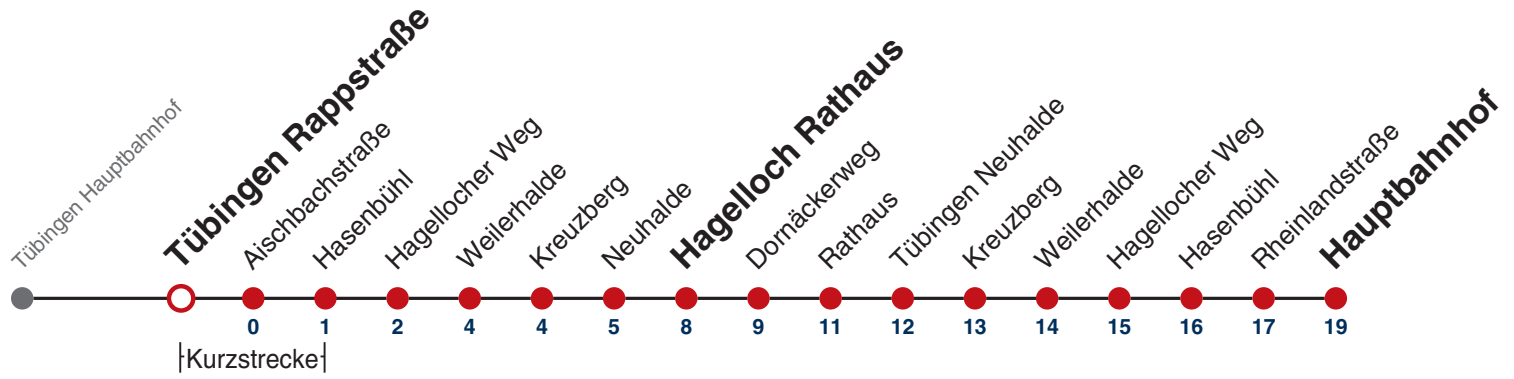 Tübingen Hauptbahnhof
Tübingen Rappstraße
Aischbachstraße
Hasenbühl
Hagellocher Weg
Weilerhalde
Kreuzberg
Neuhalde
Hagelloch Rathaus
Dornäckerweg
Rathaus
Tübingen Neuhalde
Kreuzberg
Weilerhalde
Hagellocher Weg
Hasenbühl
Rheinlandstraße
Hauptbahnhof
0 1 2 4 4 5 8 9 11 12 13 14 15 16 17 19
Kurzstrecke